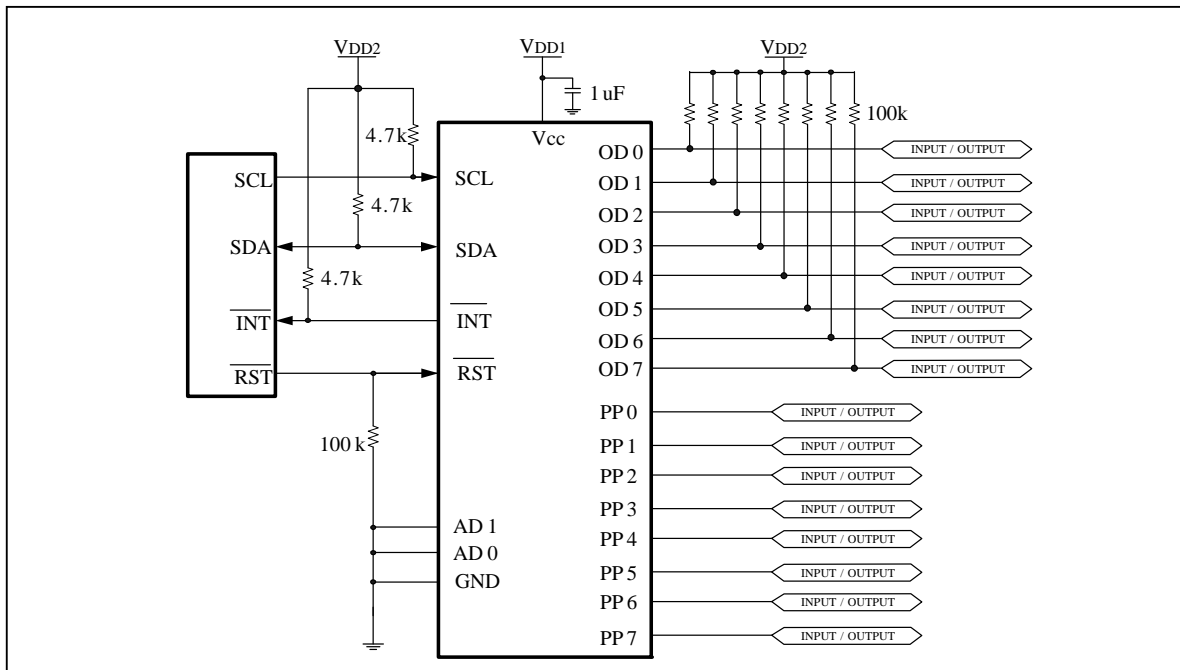 VDD2
VDD1
VDD2
1 uF
4.7k
100k
Vcc
SCL
SCL
4.7k
SDA
SDA
4.7k
INT
INT
RST
RST
100 k
AD 1
AD 0
GND
OD 0
INPUT / OUTPUT
OD 1
INPUT / OUTPUT
OD 2
INPUT / OUTPUT
OD 3
INPUT / OUTPUT
OD 4
INPUT / OUTPUT
OD 5
INPUT / OUTPUT
OD 6
INPUT / OUTPUT
OD 7
INPUT / OUTPUT
PP 0
INPUT / OUTPUT
PP 1
INPUT / OUTPUT
PP 2
INPUT / OUTPUT
PP 3
INPUT / OUTPUT
PP 4
INPUT / OUTPUT
PP 5
INPUT / OUTPUT
PP 6
INPUT / OUTPUT
PP 7
INPUT / OUTPUT